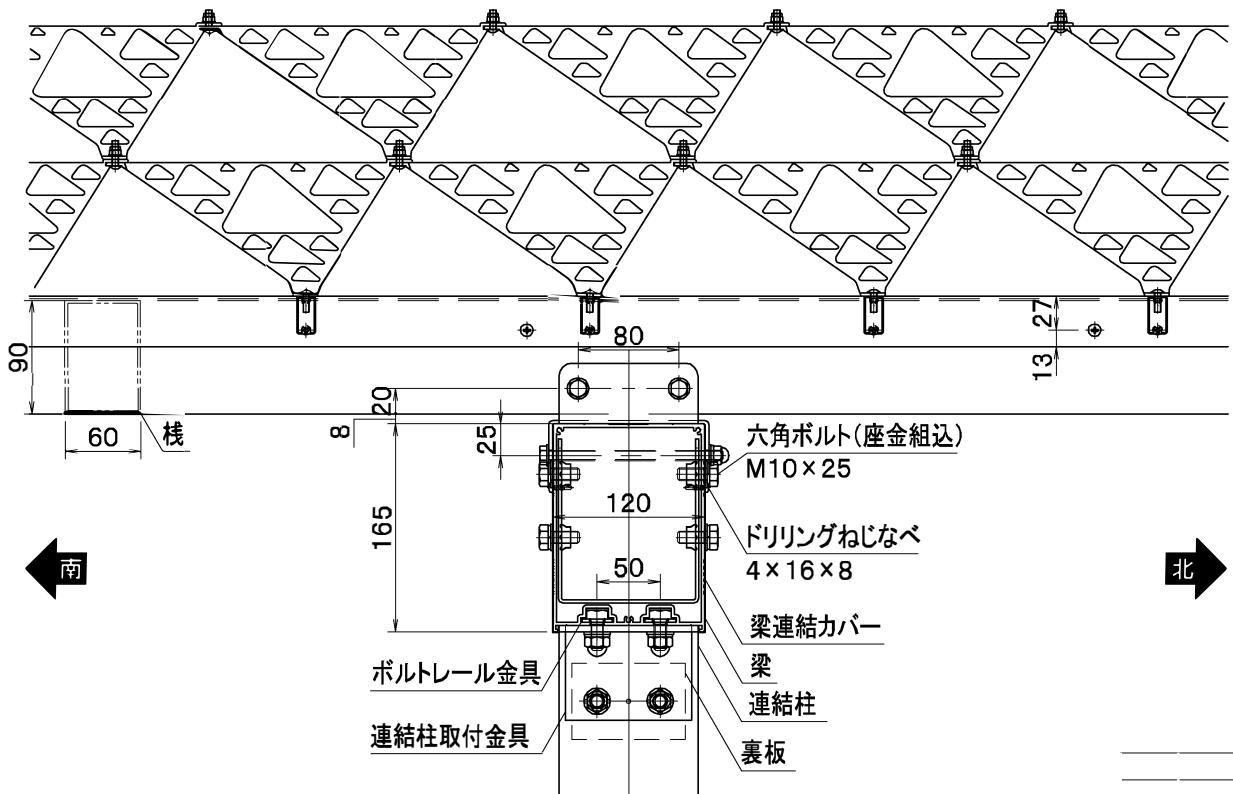 27
80
90
13
20
8
25
60
桟
六角ボルト(座金組込)
M10×25
165
120
ドリリングねじなべ
4×16×8
南
50
北
梁連結カバー
ボルトレール金具
梁
連結柱
連結柱取付金具
裏板